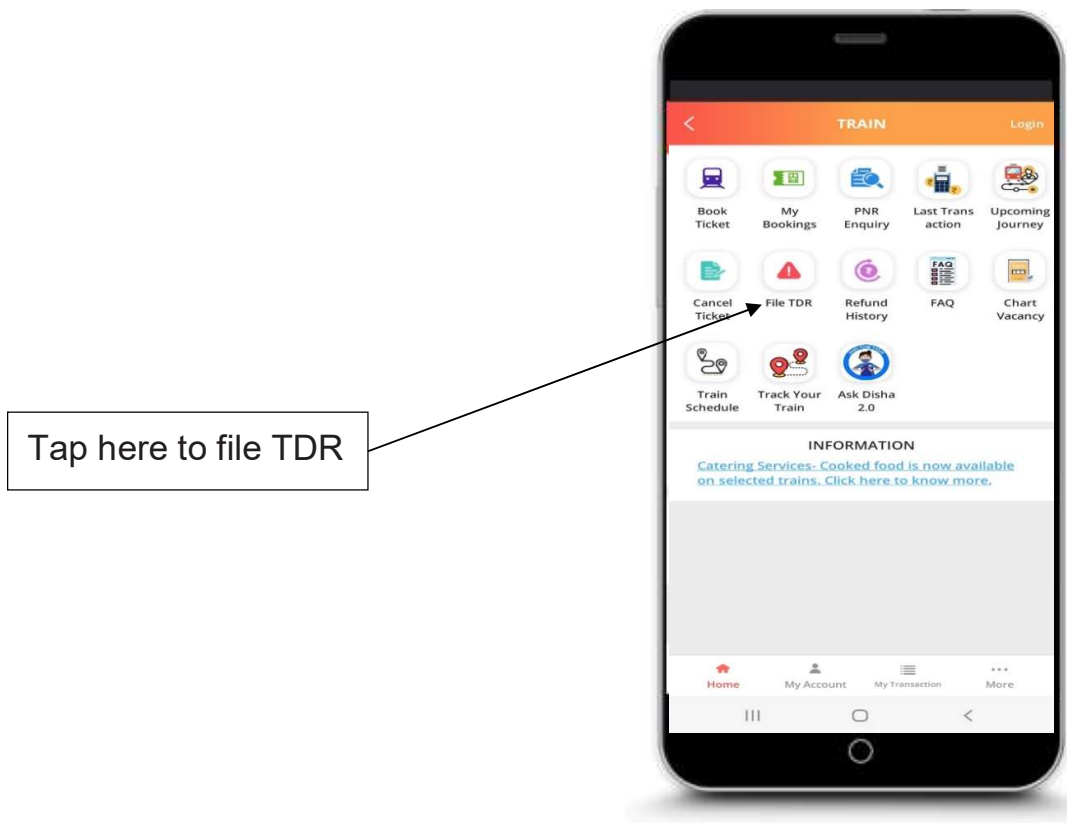 TRAIN
Login
Book
Ticket
My
Bookings
PNR
Enquiry
Last Trans
action
Upcoming
Journey
FAQ
Cancel
Ticket
File TDR
Refund
History
FAQ
Chart
Vacancy
Train
Schedule
Track Your
Train
Ask Disha
2.0
Tap here to file TDR
INFORMATION
Catering Services- Cooked food is now available
on selected trains. Click here to know more.
Home
My Account
My Transaction
More